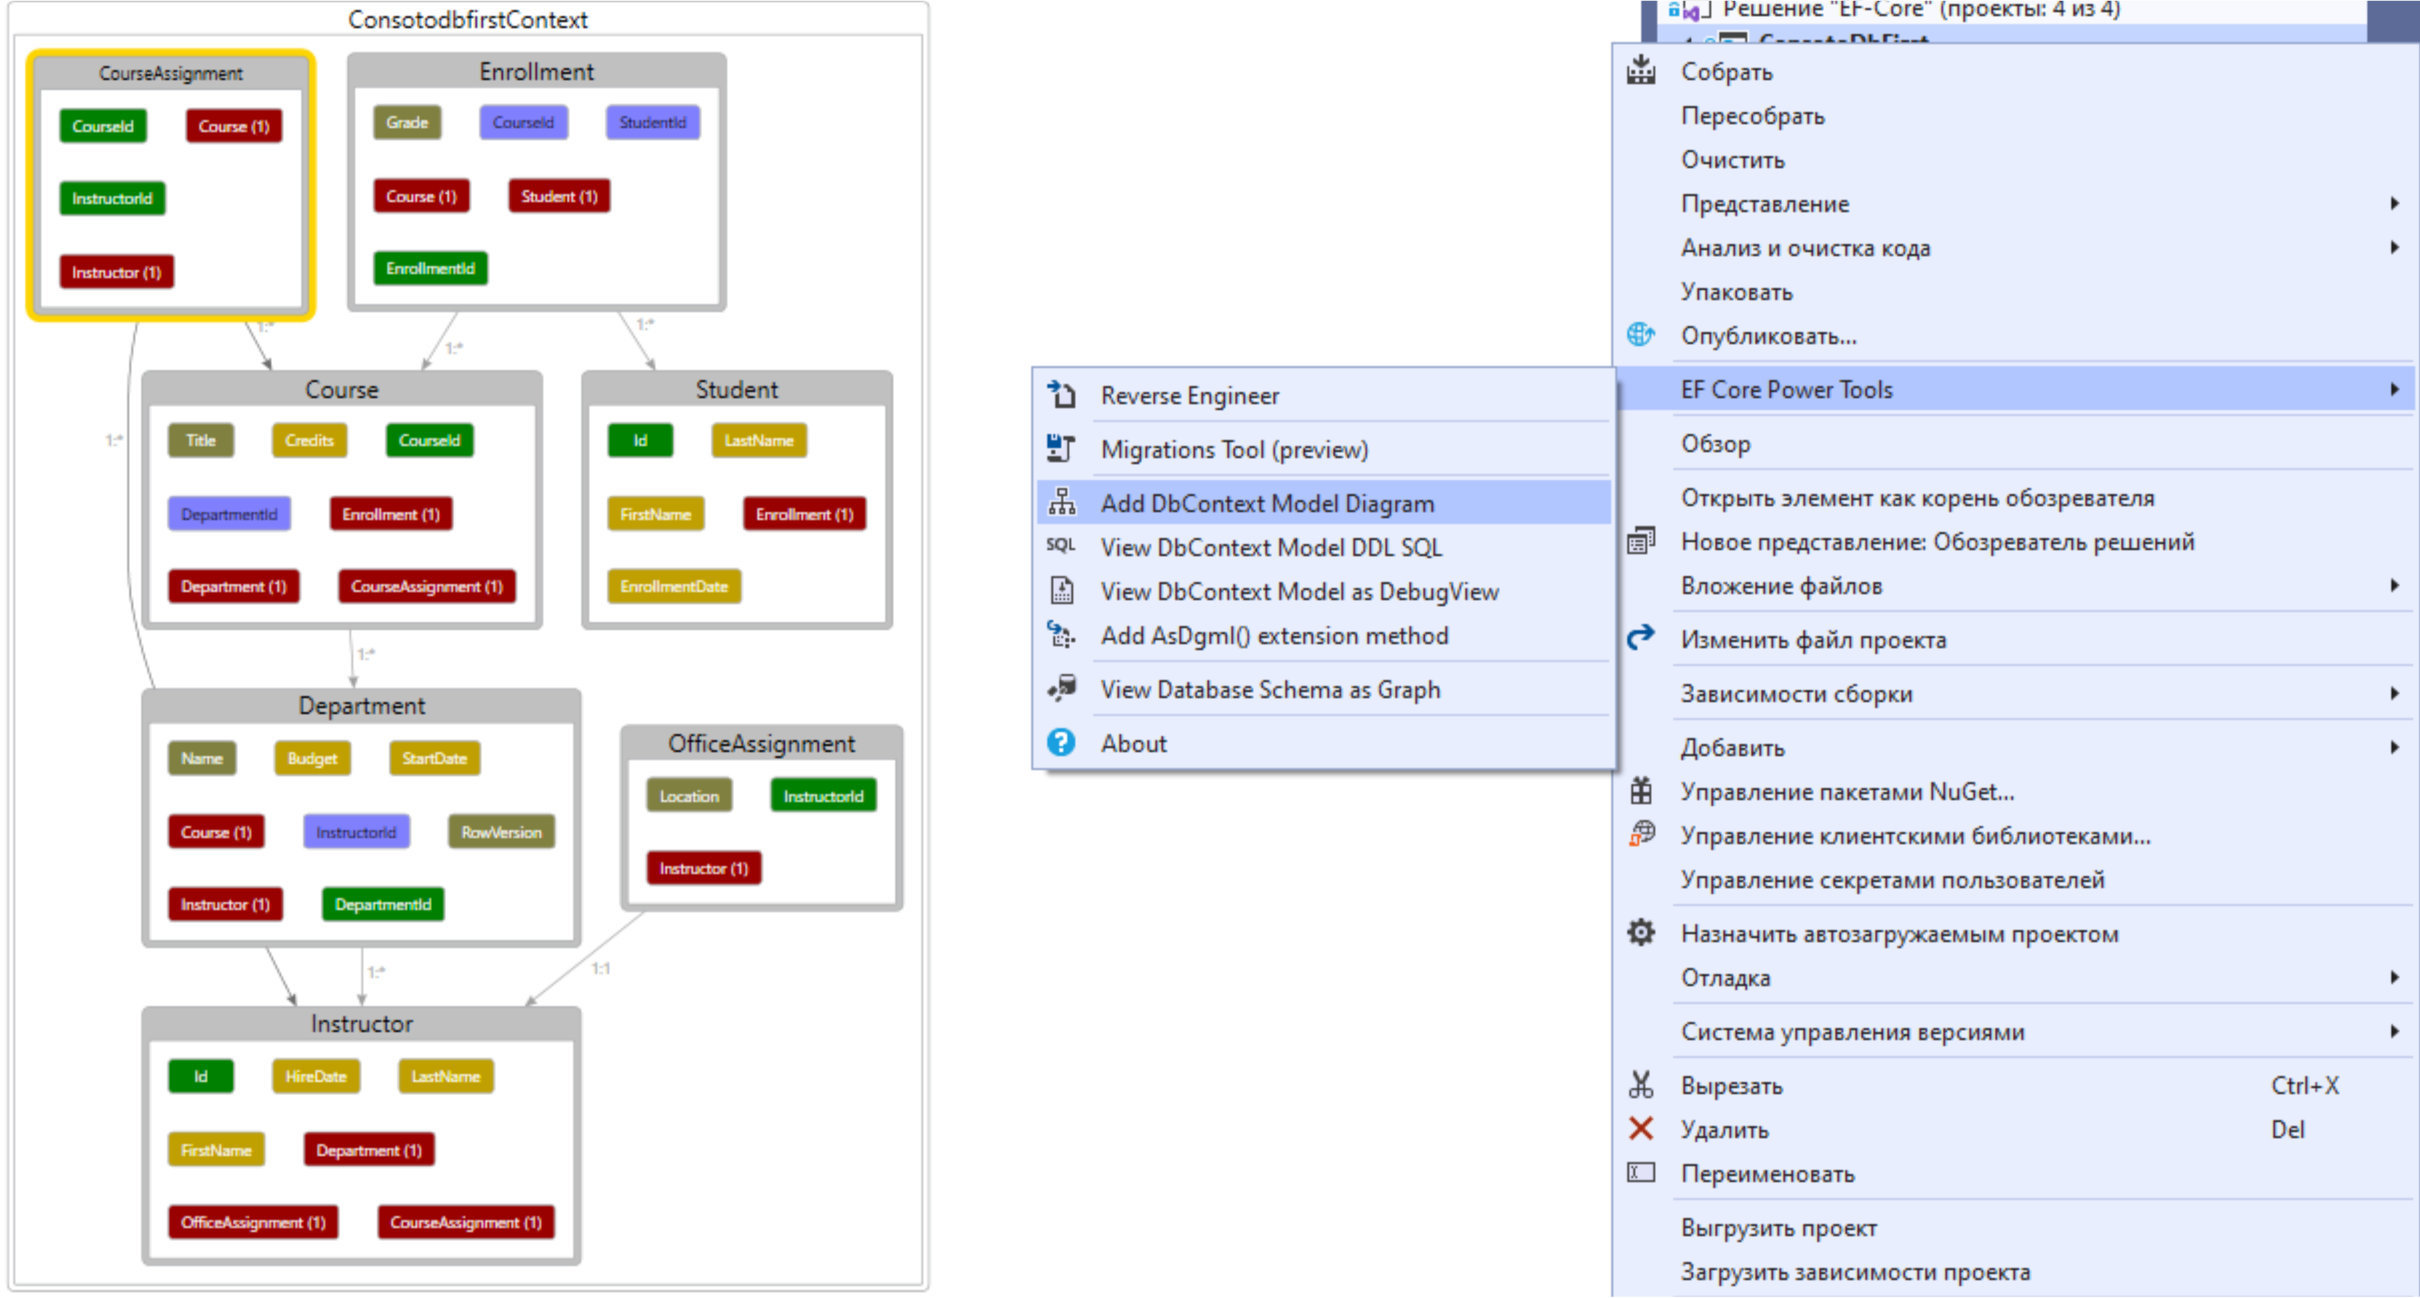 ConsotodbfirstContext
CourseAssignment
CourseId Course (1)
InstructorId
Instructor (1)
Enrollment
Grade CourseId StudentId
Course (1) Student (1)
EnrollmentId
1:*
1:*
1:*
1:*
Course
Title Credits CourseId
DepartmentId Enrollment (1)
Department (1) CourseAssignment (1)
Student
Id LastName
FirstName Enrollment (1)
EnrollmentDate
1:*
Department
Name Budget StartDate
Course (1) InstructorId RowVersion
Instructor (1) DepartmentId
OfficeAssignment
Location InstructorId
Instructor (1)
1:*
1:1
Instructor
Id HireDate LastName
FirstName Department (1)
OfficeAssignment (1) CourseAssignment (1)
Reverse Engineer
Migrations Tool (preview)
Add DbContext Model Diagram
SQL View DbContext Model DDL SQL
View DbContext Model as DebugView
Add AsDgml() extension method
View Database Schema as Graph
About
Решение "EF-Core" (проекты: 4 из 4)
ConsotoDbFirst
Собрать
Пересобрать
Очистить
Представление
Анализ и очистка кода
Упаковать
Опубликовать...
EF Core Power Tools
Обзор
Открыть элемент как корень обозревателя
Новое представление: Обозреватель решений
Вложение файлов
Изменить файл проекта
Зависимости сборки
Добавить
Управление пакетами NuGet...
Управление клиентскими библиотеками...
Управление секретами пользователей
Назначить автозагружаемым проектом
Отладка
Система управления версиями
Вырезать Ctrl+X
Удалить Del
Переименовать
Выгрузить проект
Загрузить зависимости проекта